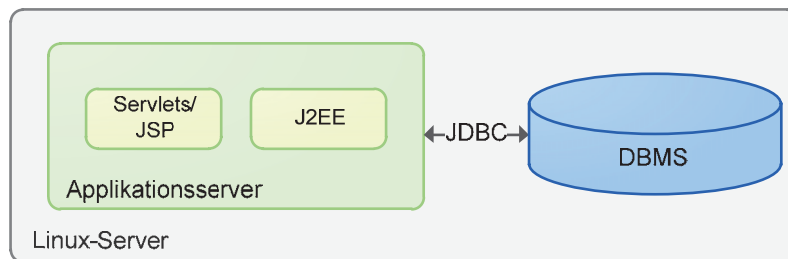 Servlets/
JSP
J2EE
JDBC
DBMS
Applikationsserver
Linux-Server